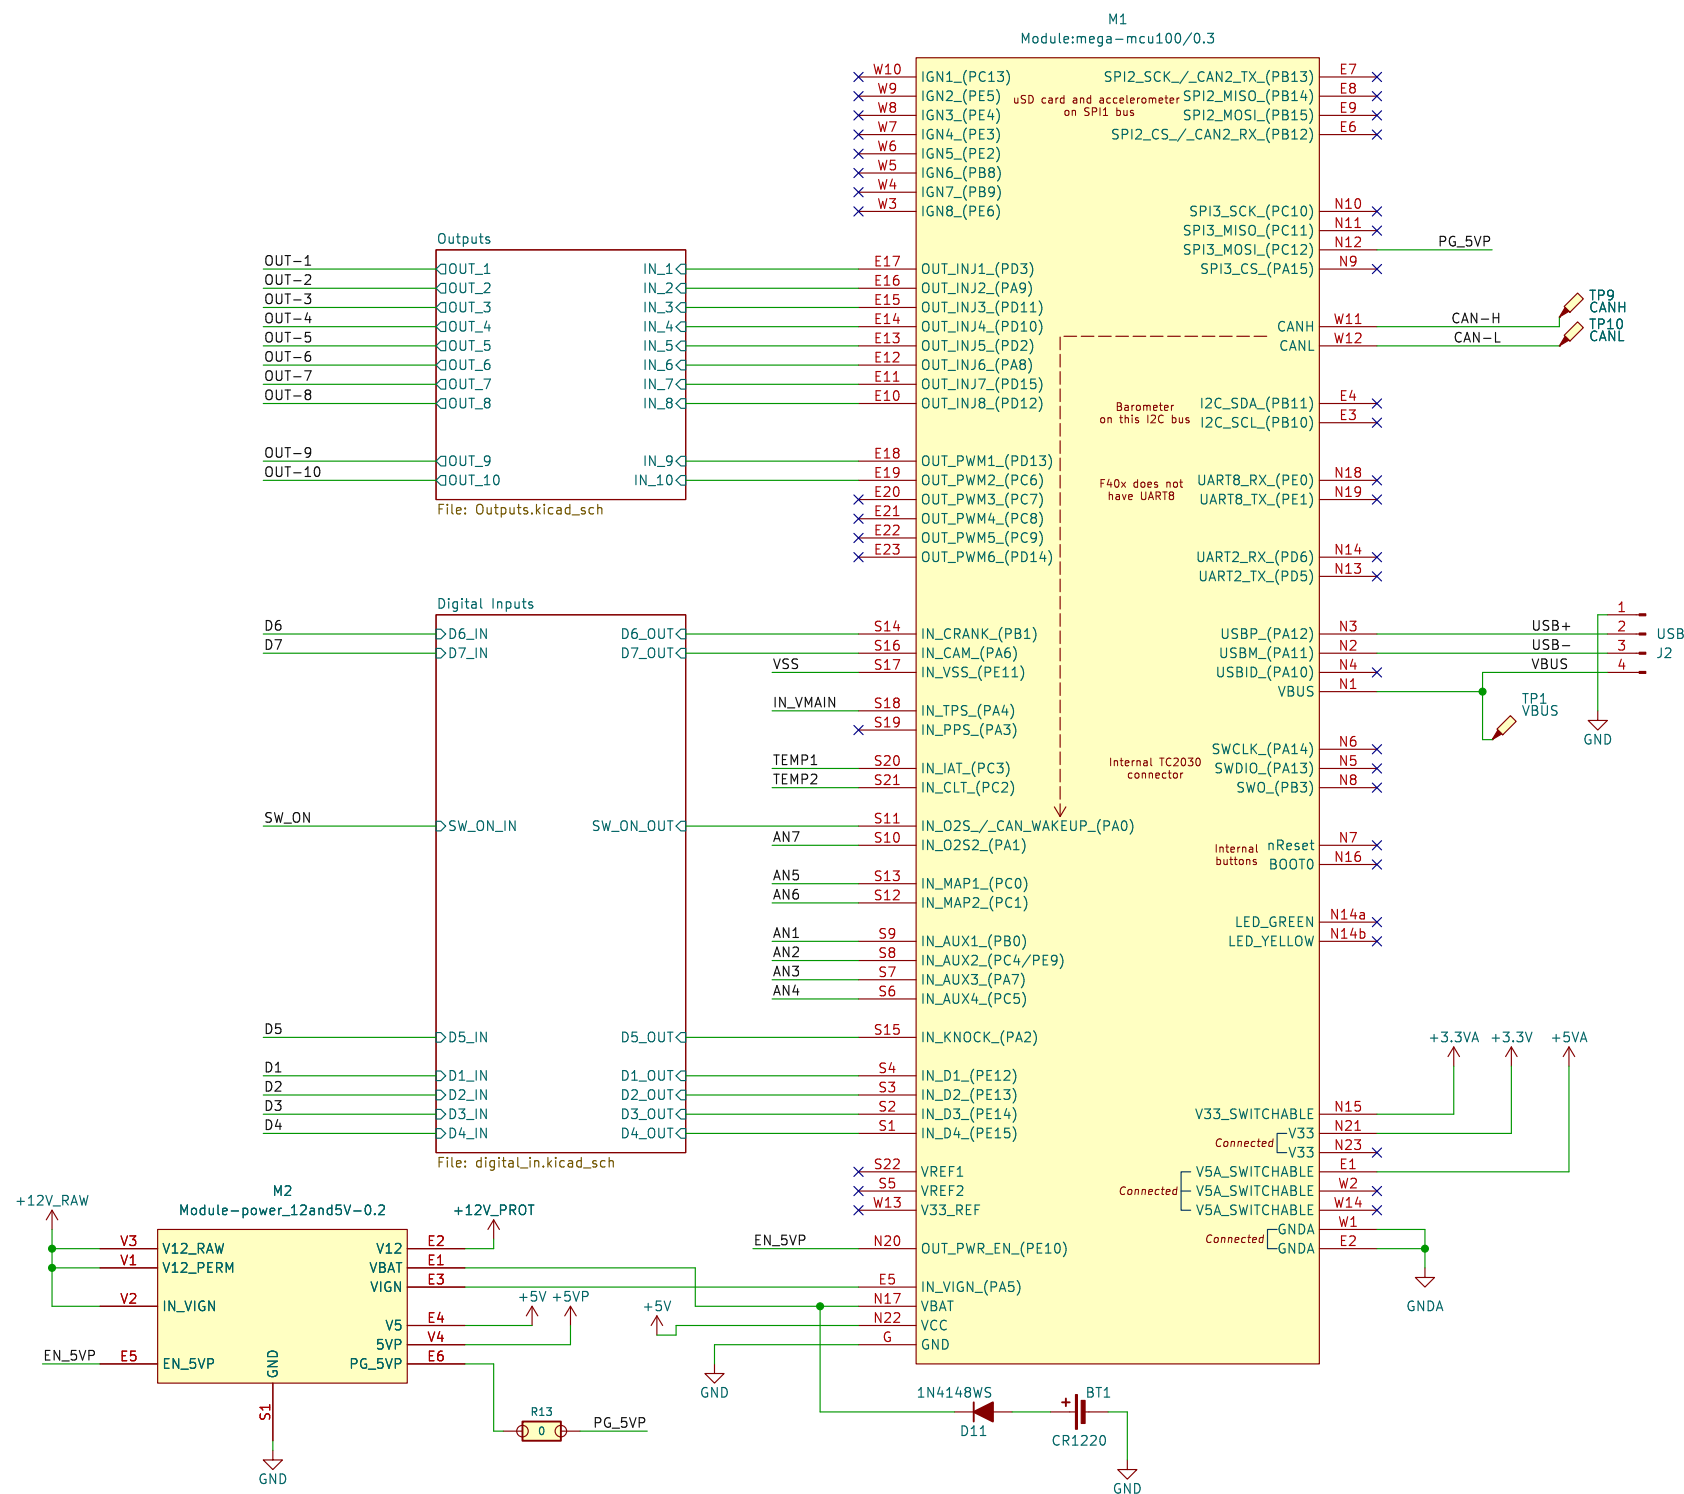 M1
Module:mega-mcu100/0.3
W10 IGN1_(PC13)
W9 IGN2_(PE5)
W8 IGN3_(PE4)
W7 IGN4_(PE3)
W6 IGN5_(PE2)
W5 IGN6_(PB8)
W4 IGN7_(PB9)
W3 IGN8_(PE6)
uSD card and accelerometer
on SPI1 bus
SPI2_SCK_/_CAN2_TX_(PB13) E7
SPI2_MISO_(PB14) E8
SPI2_MOSI_(PB15) E9
SPI2_CS_/_CAN2_RX_(PB12) E6
SPI3_SCK_(PC10) N10
SPI3_MISO_(PC11) N11
SPI3_MOSI_(PC12) N12 PG_5VP
SPI3_CS_(PA15) N9
CANH W11 CAN-H
CANL W12 CAN-L
TP9
CANH
TP10
CANL
Outputs
OUT-1 OUT_1 IN_1 E17 OUT_INJ1_(PD3)
OUT-2 OUT_2 IN_2 E16 OUT_INJ2_(PA9)
OUT-3 OUT_3 IN_3 E15 OUT_INJ3_(PD11)
OUT-4 OUT_4 IN_4 E14 OUT_INJ4_(PD10)
OUT-5 OUT_5 IN_5 E13 OUT_INJ5_(PD2)
OUT-6 OUT_6 IN_6 E12 OUT_INJ6_(PA8)
OUT-7 OUT_7 IN_7 E11 OUT_INJ7_(PD15)
OUT-8 OUT_8 IN_8 E10 OUT_INJ8_(PD12)
OUT-9 OUT_9 IN_9 E18 OUT_PWM1_(PD13)
OUT-10 OUT_10 IN_10 E19 OUT_PWM2_(PC6)
E20 OUT_PWM3_(PC7)
E21 OUT_PWM4_(PC8)
E22 OUT_PWM5_(PC9)
E23 OUT_PWM6_(PD14)
File: Outputs.kicad_sch
Barometer
on this I2C bus
I2C_SDA_(PB11) E4
I2C_SCL_(PB10) E3
F40x does not
have UART8
UART8_RX_(PE0) N18
UART8_TX_(PE1) N19
UART2_RX_(PD6) N14
UART2_TX_(PD5) N13
USBP_(PA12) N3 USB+
USBM_(PA11) N2 USB-
USBID_(PA10) N4 VBUS
VBUS N1
1
2
3
4
USB
J2
TP1
VBUS
GND
Internal TC2030
connector
SWCLK_(PA14) N6
SWDIO_(PA13) N5
SWO_(PB3) N8
Internal
buttons
nReset N7
BOOT0 N16
LED_GREEN N14a
LED_YELLOW N14b
Digital Inputs
D6 D6_IN D6_OUT S14 IN_CRANK_(PB1)
D7 D7_IN D7_OUT S16 IN_CAM_(PA6)
VSS S17 IN_VSS_(PE11)
IN_VMAIN S18 IN_TPS_(PA4)
S19 IN_PPS_(PA3)
TEMP1 S20 IN_IAT_(PC3)
TEMP2 S21 IN_CLT_(PC2)
SW_ON SW_ON_IN SW_ON_OUT S11 IN_O2S_/_CAN_WAKEUP_(PA0)
AN7 S10 IN_O2S2_(PA1)
AN5 S13 IN_MAP1_(PC0)
AN6 S12 IN_MAP2_(PC1)
AN1 S9 IN_AUX1_(PB0)
AN2 S8 IN_AUX2_(PC4/PE9)
AN3 S7 IN_AUX3_(PA7)
AN4 S6 IN_AUX4_(PC5)
D5 D5_IN D5_OUT S15 IN_KNOCK_(PA2)
D1 D1_IN D1_OUT S4 IN_D1_(PE12)
D2 D2_IN D2_OUT S3 IN_D2_(PE13)
D3 D3_IN D3_OUT S2 IN_D3_(PE14)
D4 D4_IN D4_OUT S1 IN_D4_(PE15)
File: digital_in.kicad_sch
S22 VREF1
S5 VREF2
W13 V33_REF
EN_5VP N20 OUT_PWR_EN_(PE10)
E5 IN_VIGN_(PA5)
N17 VBAT
N22 VCC
G GND
+3.3VA +3.3V +5VA
V33_SWITCHABLE N15
V33 N21
Connected
V33 N23
V5A_SWITCHABLE E1
Connected V5A_SWITCHABLE W2
V5A_SWITCHABLE W14
GNDA W1
Connected
GNDA E2
GNDA
+12V_RAW
M2
Module-power_12and5V-0.2
+12V_PROT
V3 V12_RAW V12 E2
V1 V12_PERM VBAT E1
VIGN E3
V2 IN_VIGN
V5 E4
5VP V4
EN_5VP E5 EN_5VP PG_5VP E6
GND
S1
GND
+5V +5VP
+5V
GND
R13
0
PG_5VP
1N4148WS
D11
BT1
+
CR1220
GND